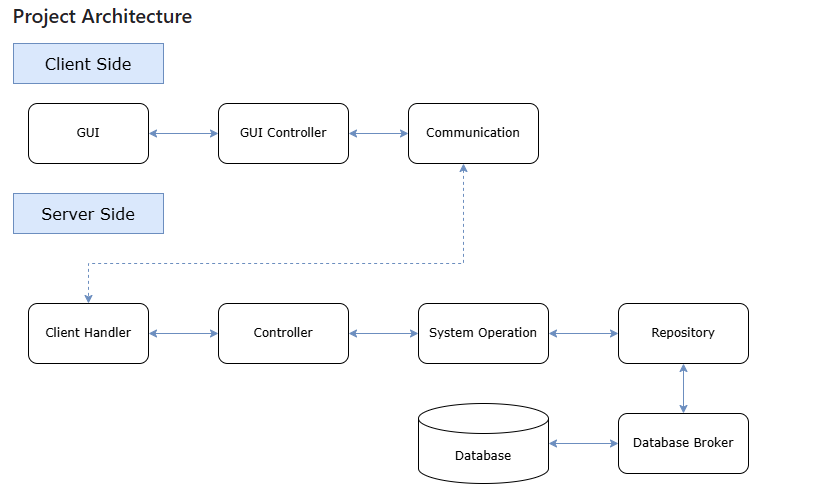 Project Architecture
Client Side
GUI
GUI Controller
Communication
Server Side
Client Handler
Controller
System Operation
Repository
Database
Database Broker